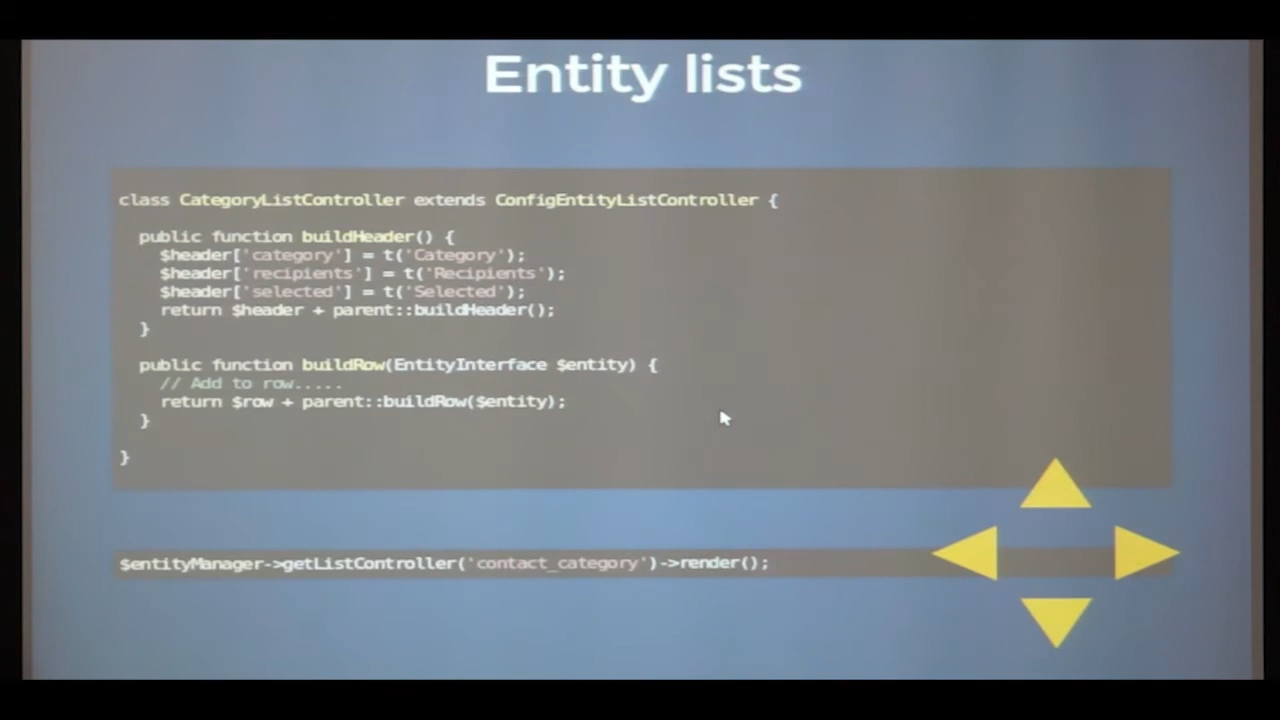 Entity lists
class CategoryListController extends ConfigEntityListController {
public function buildHeader() {
$header['category'] = t('Category');
$header['recipients'] = t('Recipients');
$header['selected'] = t('Selected');
return $header + parent::buildHeader();
}
public function buildRow(EntityInterface $entity) {
// Add to row.....
return $row + parent::buildRow($entity);
}
}
$entityManager->getListController('contact_category')->render();